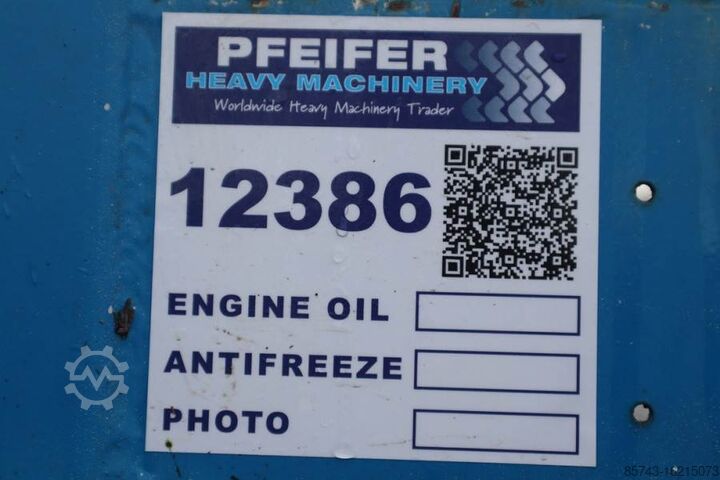 PFEIFER
HEAVY MACHINERY
Worldwide Heavy Machinery Trader
12386
ENGINE OIL
ANTIFREEZE
PHOTO